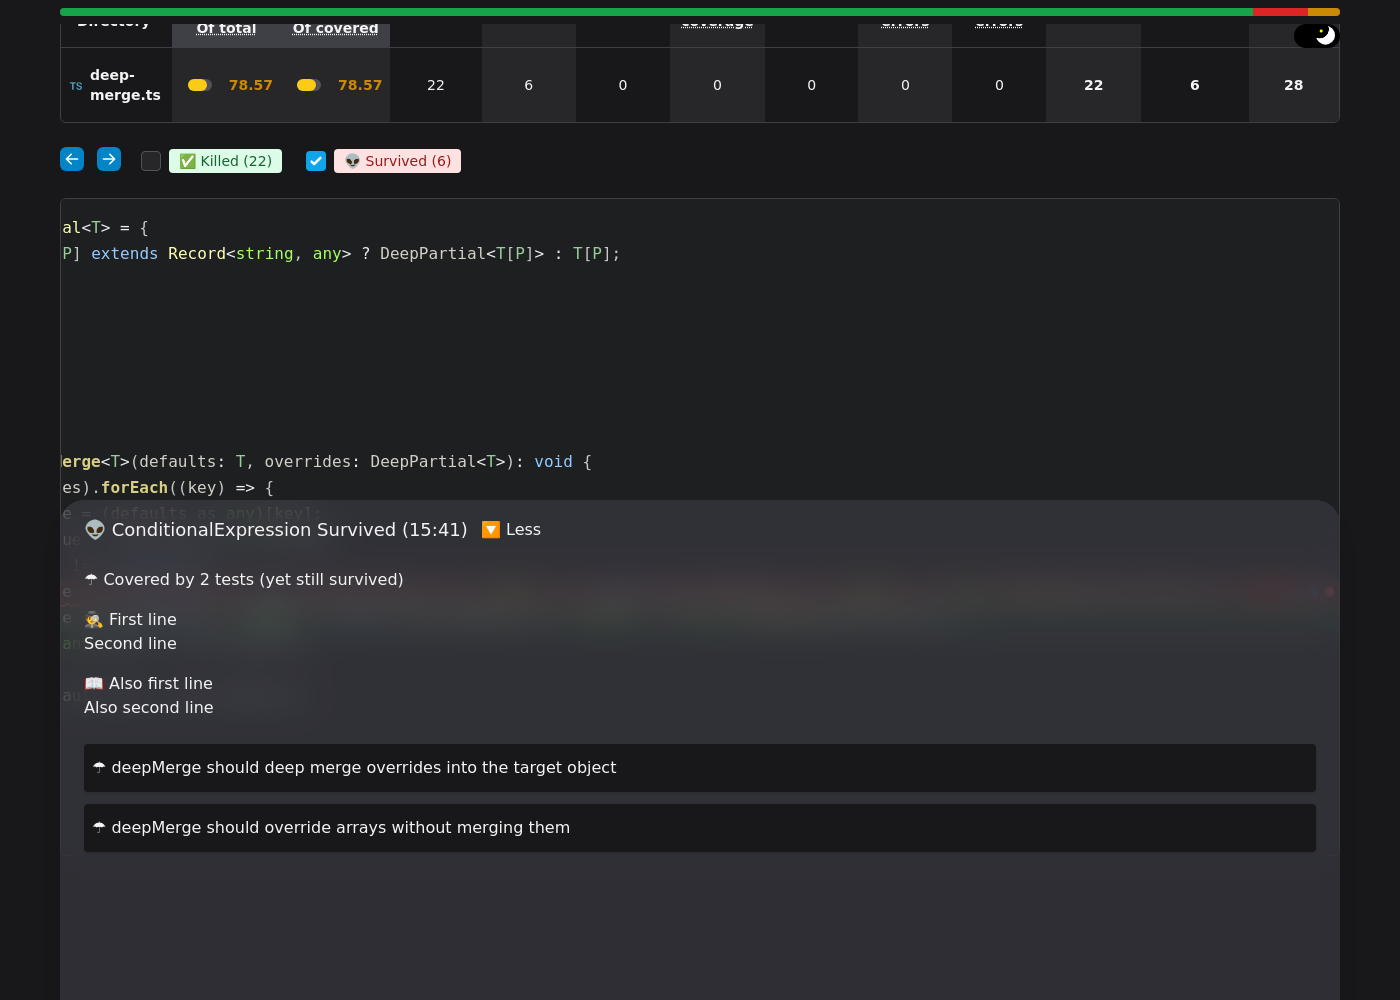 Directory Of total Of covered coverage errors errors
TS deep-merge.ts 78.57 78.57 22 6 0 0 0 0 0 22 6 28
✅ Killed (22) 👽 Survived (6)
al<T> = {
P] extends Record<string, any> ? DeepPartial<T[P]> : T[P];
erge<T>(defaults: T, overrides: DeepPartial<T>): void {
es).forEach((key) => {
e = (defaults as any)[key];
👽 ConditionalExpression Survived (15:41) 🔽 Less
☂ Covered by 2 tests (yet still survived)
🕵 First line
Second line
📖 Also first line
Also second line
☂ deepMerge should deep merge overrides into the target object
☂ deepMerge should override arrays without merging them